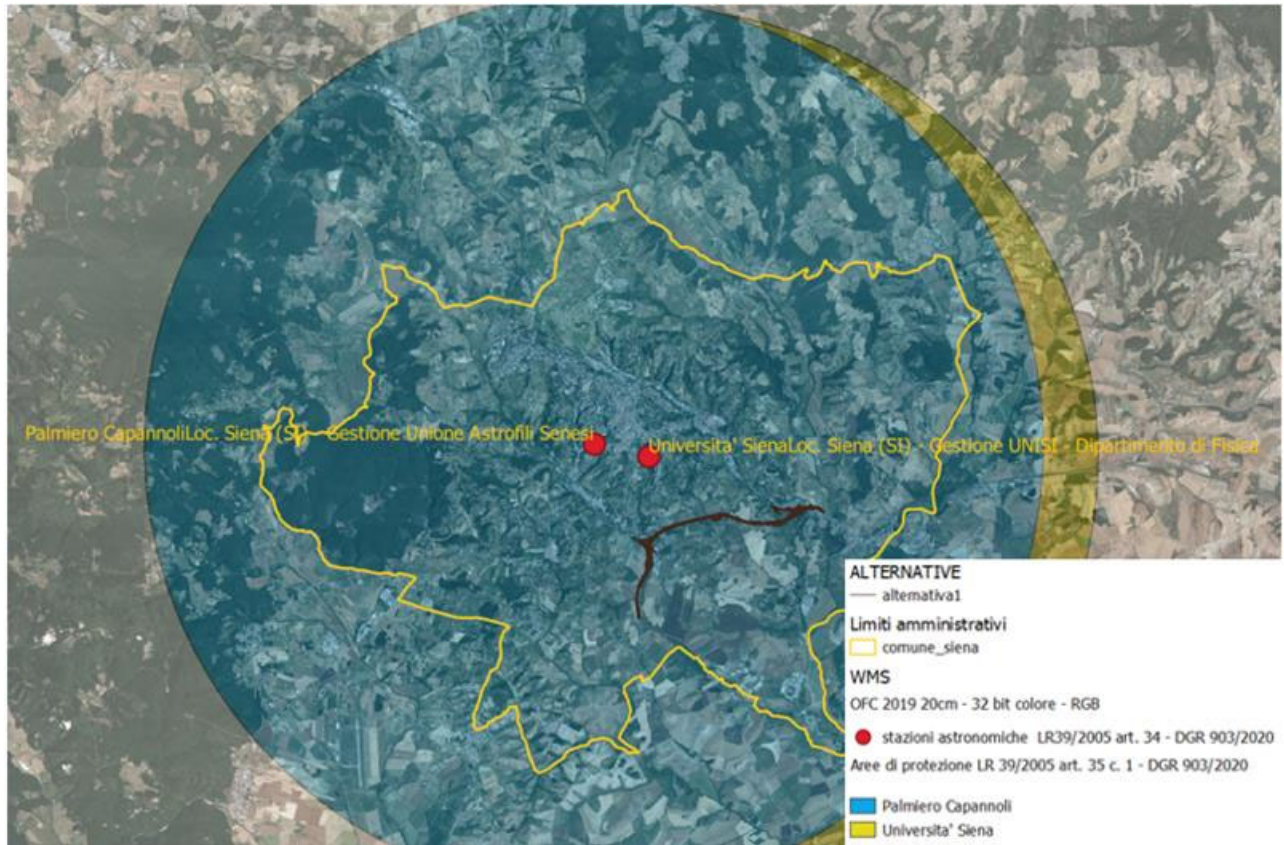 Palmiero CapannoliLoc. Siena (SI) - Gestione Unione Astrofili Senesi
Universita' SienaLoc. Siena (SI) - Gestione UNISI - Dipartimento di Fisica
ALTERNATIVE
alternativa1
Limiti amministrativi
comune_siena
WMS
OFC 2019 20cm - 32 bit colore - RGB
stazioni astronomiche LR39/2005 art. 34 - DGR 903/2020
Aree di protezione LR 39/2005 art. 35 c. 1 - DGR 903/2020
Palmiero Capannoli
Universita' Siena